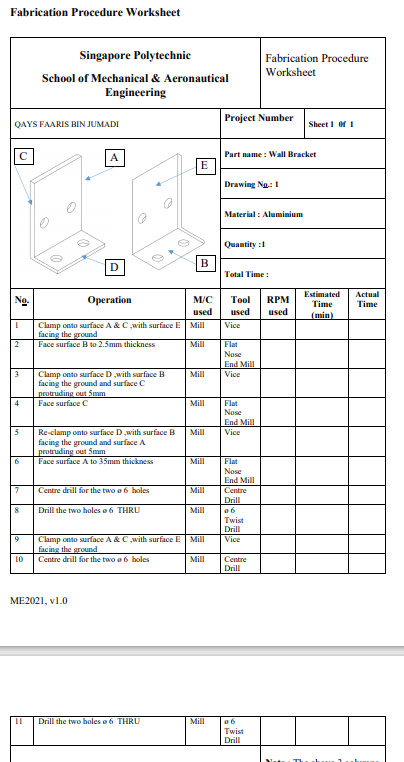 Fabrication Procedure Worksheet
Singapore Polytechnic
School of Mechanical & Aeronautical
Engineering
Fabrication Procedure
Worksheet
QAYS FAARIS BIN JUMADI
Project Number
Sheet 1 0f 1
C
A
E
D
B
Part name : Wall Bracket
Drawing No.: 1
Material : Aluminium
Quantity :1
Total Time :
No. Operation M/C used Tool used RPM used Estimated Time (min) Actual Time
1 Clamp onto surface A & C ,with surface E Mill Vice
facing the ground
2 Face surface B to 2.5mm thickness Mill Flat
Nose
End Mill
3 Clamp onto surface D ,with surface B Mill Vice
facing the ground and surface C
protruding out 5mm
4 Face surface C Mill Flat
Nose
End Mill
5 Re-clamp onto surface D ,with surface B Mill Vice
facing the ground and surface A
protruding out 5mm
6 Face surface A to 35mm thickness Mill Flat
Nose
End Mill
7 Centre drill for the two ø 6 holes Mill Centre
Drill
8 Drill the two holes ø 6 THRU Mill ø 6
Twist
Drill
9 Clamp onto surface A & C ,with surface E Mill Vice
facing the ground
10 Centre drill for the two ø 6 holes Mill Centre
Drill
ME2021, v1.0
11 Drill the two holes ø 6 THRU Mill ø 6
Twist
Drill